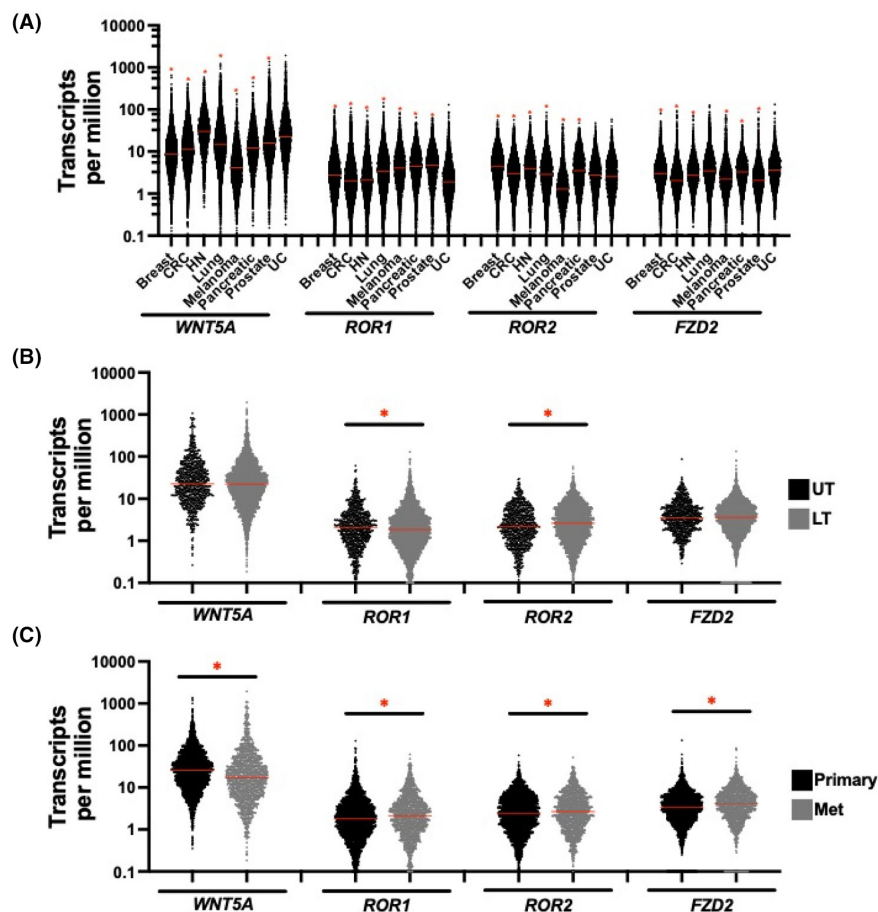 (A)
10000
1000
100
10
1
0.1
Transcripts
per million
* * * * * * *
* * * * * * *
* * * * * *
* * * * * *
Breast CRC HN Lung Melanoma Pancreatic Prostate UC
Breast CRC HN Lung Melanoma Pancreatic Prostate UC
Breast CRC HN Lung Melanoma Pancreatic Prostate UC
Breast CRC HN Lung Melanoma Pancreatic Prostate UC
WNT5A ROR1 ROR2 FZD2
(B)
10000
1000
100
10
1
0.1
Transcripts
per million
* *
UT
LT
WNT5A ROR1 ROR2 FZD2
(C)
10000
1000
100
10
1
0.1
Transcripts
per million
* * * *
Primary
Met
WNT5A ROR1 ROR2 FZD2